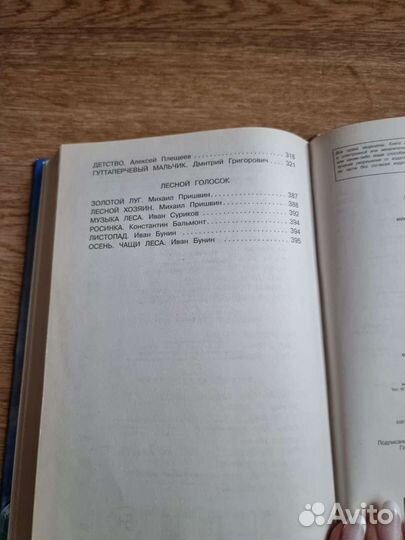 ДЕТСТВО. Алексей Плещеев 318
ГУТТАПЕРЧЕВЫЙ МАЛЬЧИК. Дмитрий Григорович 321
ЛЕСНОЙ ГОЛОСОК
ЗОЛОТОЙ ЛУГ. Михаил Пришвин 387
ЛЕСНОЙ ХОЗЯИН. Михаил Пришвин 388
МУЗЫКА ЛЕСА. Иван Суриков 392
РОСИНКА. Константин Бальмонт 394
ЛИСТОПАД. Иван Бунин 394
ОСЕНЬ. ЧАЩИ ЛЕСА. Иван Бунин 395
Подписан
Avito